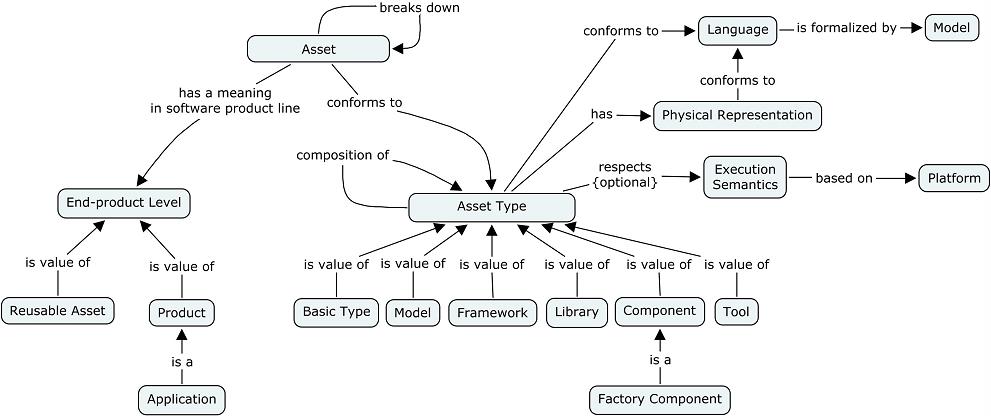 breaks down
Asset
Language
is formalized by
Model
conforms to
has a meaning
in software product line
conforms to
conforms to
has
Physical Representation
composition of
respects
{optional}
Execution
Semantics
based on
Platform
End-product Level
Asset Type
is value of
is value of
is value of
is value of
is value of
is value of
is value of
is value of
Reusable Asset
Product
Basic Type
Model
Framework
Library
Component
Tool
is a
is a
Application
Factory Component